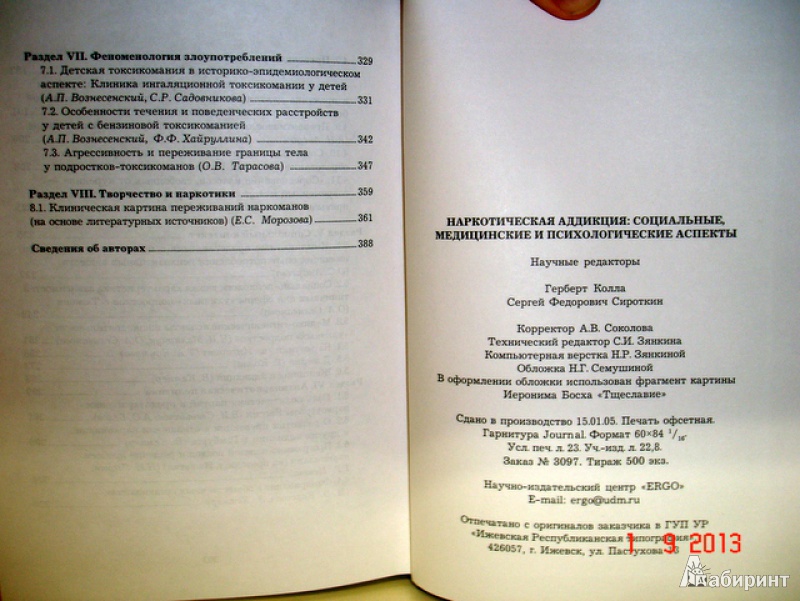 Раздел VII. Феноменология злоупотреблений 329
7.1. Детская токсикомания в историко-эпидемиологическом
аспекте: Клиника ингаляционной токсикомании у детей
(А.П. Вознесенский, С.Р. Садовникова) 331
7.2. Особенности течения и поведенческих расстройств
у детей с бензиновой токсикоманией
(А.П. Вознесенский, Ф.Ф. Хайруллина) 342
7.3. Агрессивность и переживание границы тела
у подростков-токсикоманов (О.В. Тарасова) 347
Раздел VIII. Творчество и наркотики 359
8.1. Клиническая картина переживаний наркоманов
(на основе литературных источников) (Е.С. Морозова) 361
Сведения об авторах 388
НАРКОТИЧЕСКАЯ АДДИКЦИЯ: СОЦИАЛЬНЫЕ,
МЕДИЦИНСКИЕ И ПСИХОЛОГИЧЕСКИЕ АСПЕКТЫ
Научные редакторы
Герберт Колла
Сергей Федорович Сироткин
Корректор А.В. Соколова
Технический редактор С.И. Зянкина
Компьютерная верстка Н.Р. Зянкиной
Обложка Н.Г. Семушиной
В оформлении обложки использован фрагмент картины
Иеронима Босха «Тщеславие»
Сдано в производство 15.01.05. Печать офсетная.
Гарнитура Journal. Формат 60×84 1/16.
Усл. печ. л. 23. Уч.-изд. л. 22,8.
Заказ № 3097. Тираж 500 экз.
Научно-издательский центр «ERGO»
E-mail: ergo@udm.ru
Отпечатано с оригиналов заказчика в ГУП УР
«Ижевская Республиканская типография»
426057, г. Ижевск, ул. Пастухова
1 9 2013
Лабиринт